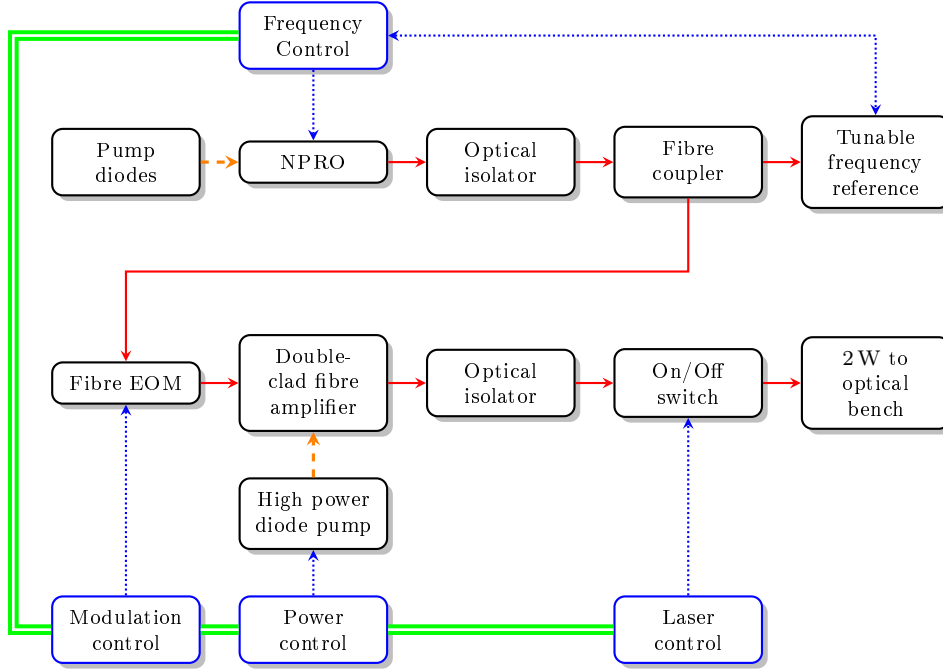 Frequency
Control
Pump
diodes
NPRO
Optical
isolator
Fibre
coupler
Tunable
frequency
reference
Fibre EOM
Double-
clad fibre
amplifier
Optical
isolator
On/Off
switch
2 W to
optical
bench
High power
diode pump
Modulation
control
Power
control
Laser
control